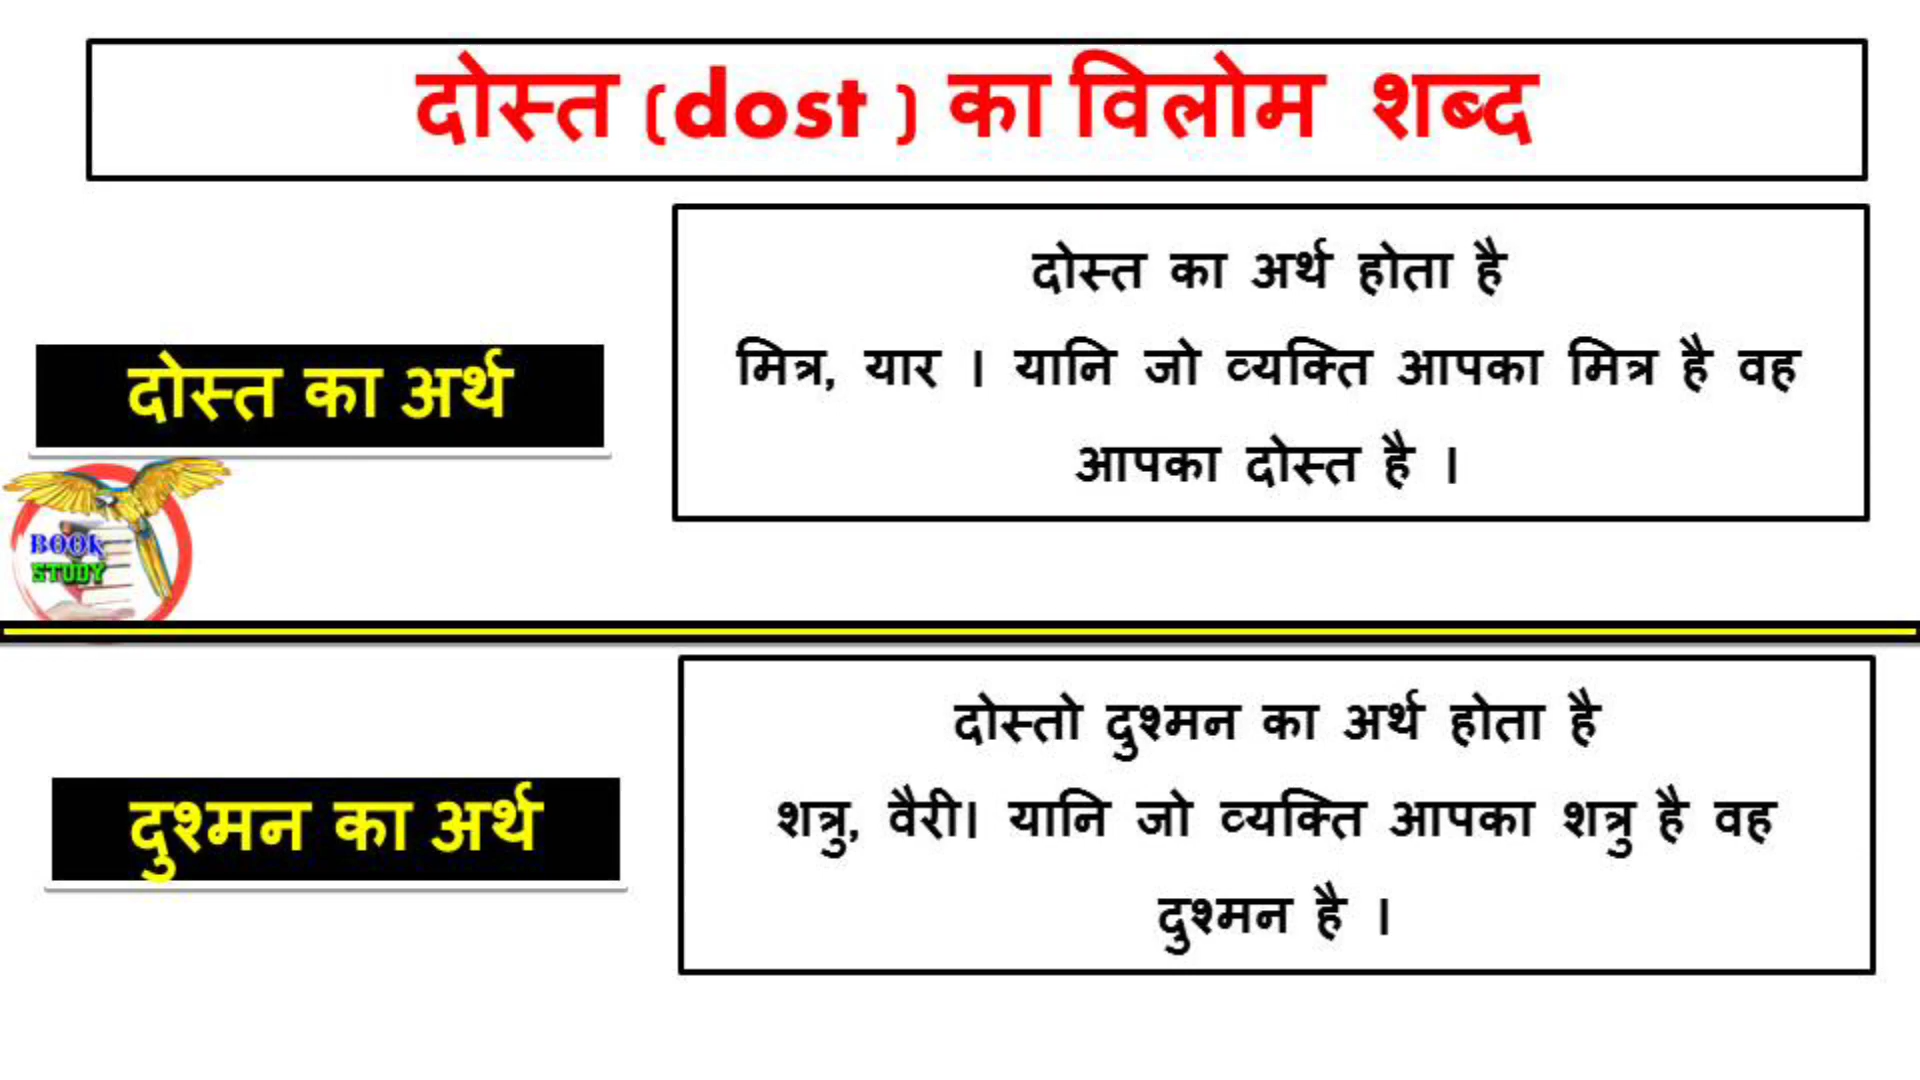 दोस्त (dost ) का विलोम शब्द
दोस्त का अर्थ होता है
मित्र, यार । यानि जो व्यक्ति आपका मित्र है वह
आपका दोस्त है ।
दोस्त का अर्थ
BOOK
STUDY
दोस्तो दुश्मन का अर्थ होता है
शत्रु, वैरी। यानि जो व्यक्ति आपका शत्रु है वह
दुश्मन है ।
दुश्मन का अर्थ